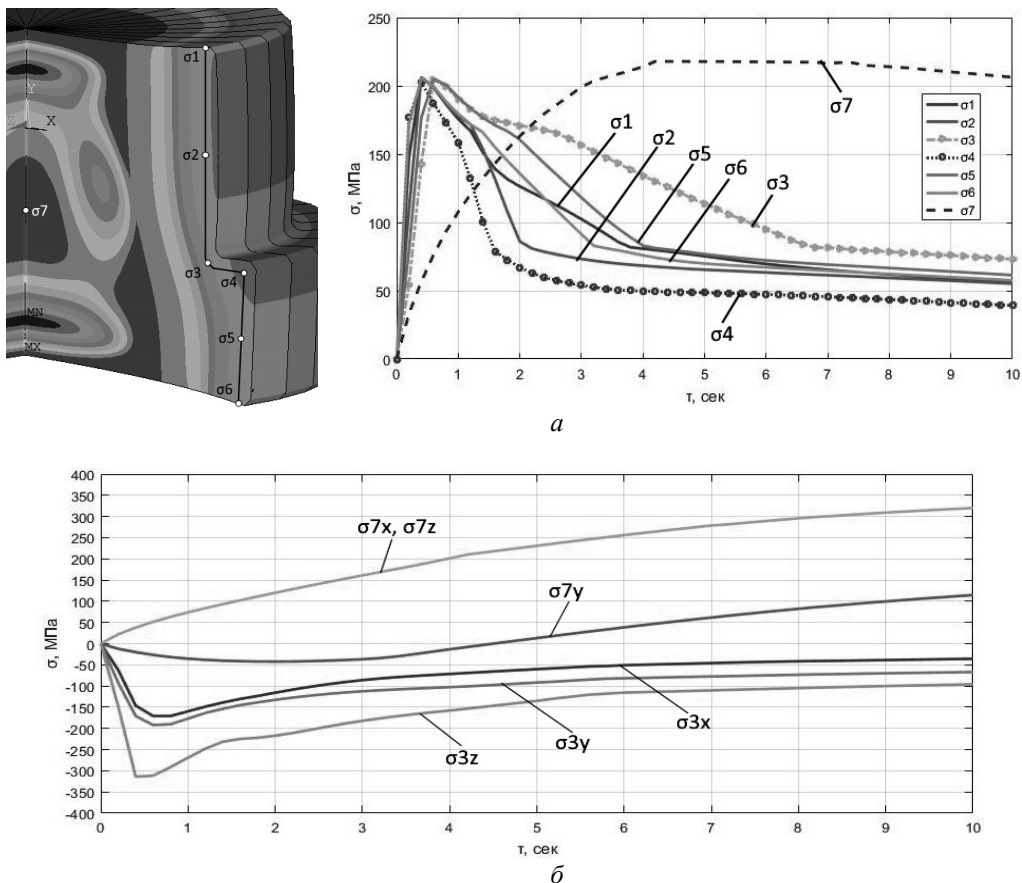 σ1
Y
Z X
σ2
σ7
σ3
σ4
MN
σ5
MX
σ6
250
200
150
100
50
0
σ, МПа
σ7
σ1
σ2
σ5
σ6
σ3
σ4
σ1
σ2
σ3
σ4
σ5
σ6
σ7
0 1 2 3 4 5 6 7 8 9 10
τ, сек
а
400
350
300
250
200
150
100
50
0
-50
-100
-150
-200
-250
-300
-350
-400
σ, МПа
σ7x, σ7z
σ7y
σ3x
σ3y
σ3z
0 1 2 3 4 5 6 7 8 9 10
τ, сек
б